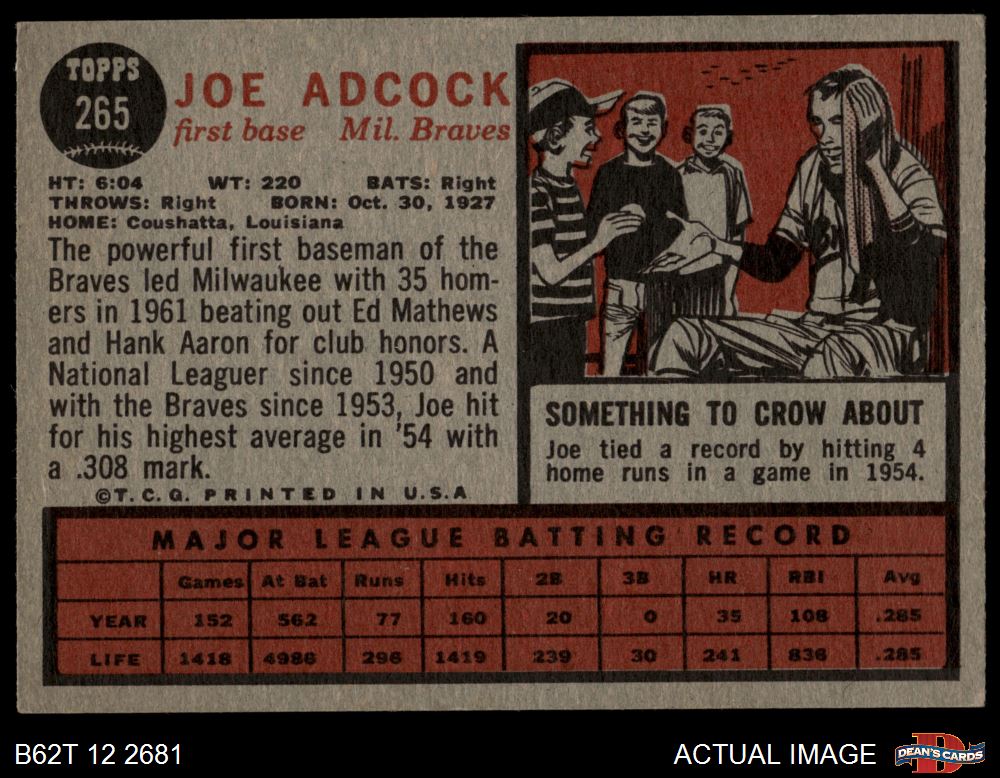 TOPPS
265
JOE ADCOCK
first base Mil. Braves
HT: 6:04 WT: 220 BATS: Right
THROWS: Right BORN: Oct. 30, 1927
HOME: Coushatta, Louisiana
The powerful first baseman of the
Braves led Milwaukee with 35 hom-
ers in 1961 beating out Ed Mathews
and Hank Aaron for club honors. A
National Leaguer since 1950 and
with the Braves since 1953, Joe hit
for his highest average in '54 with
a .308 mark.
©T.C.G. PRINTED IN U.S.A
SOMETHING TO CROW ABOUT
Joe tied a record by hitting 4
home runs in a game in 1954.
MAJOR LEAGUE BATTING RECORD
Games At Bat Runs Hits 2B 3B HR RBI Avg
YEAR 152 562 77 160 20 0 35 108 .285
LIFE 1418 4986 296 1419 239 30 241 836 .285
B62T 12 2681
ACTUAL IMAGE
DEAN'S CARDS